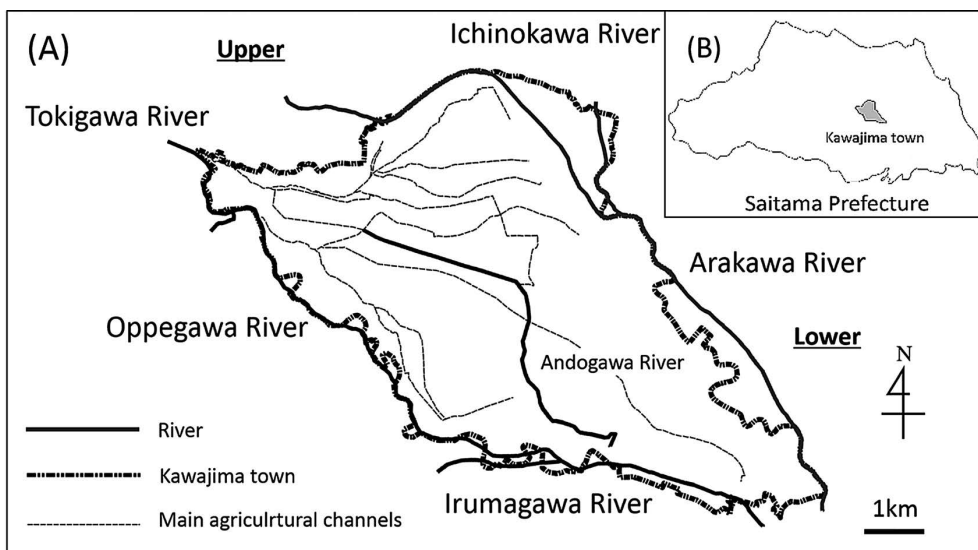 (A)
Upper
Ichinokawa River
(B)
Tokigawa River
Kawajima town
Saitama Prefecture
Arakawa River
Oppegawa River
Lower
Andogawa River
N
River
Kawajima town
Irumagawa River
Main agriculrtural channels
1km